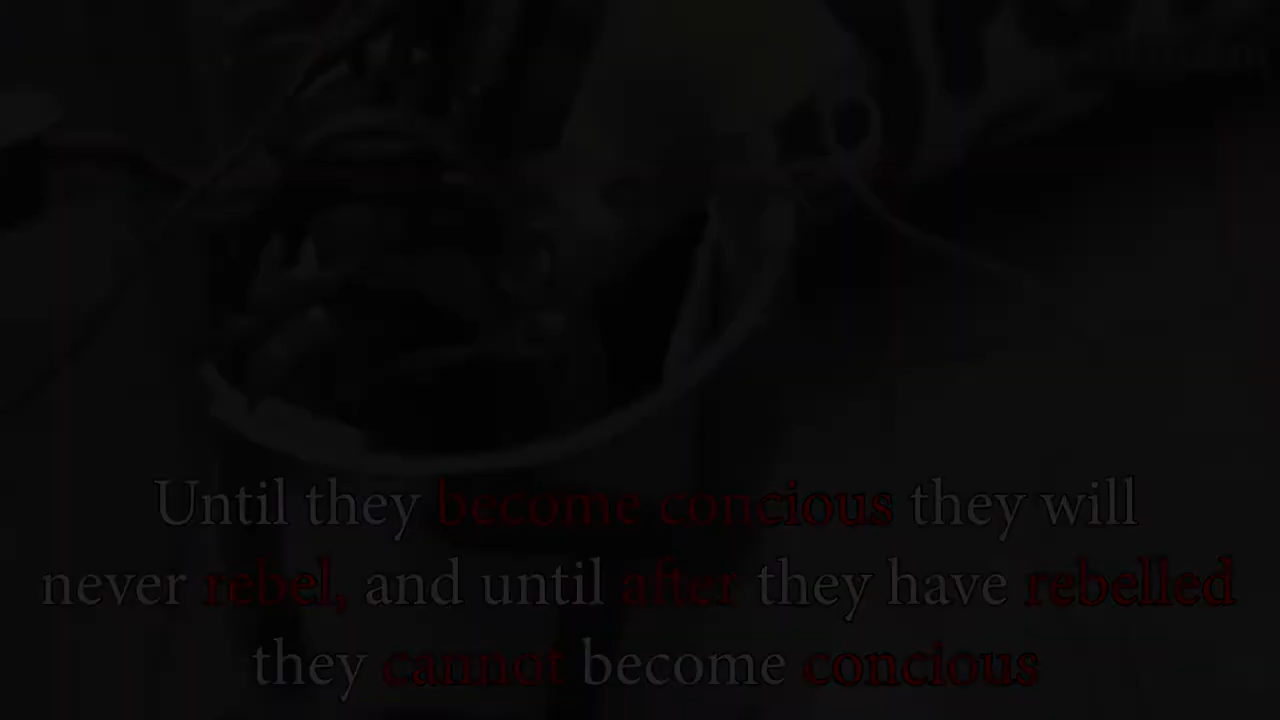 Until they become concious they will
never rebel, and until after they have rebelled
they cannot become concious